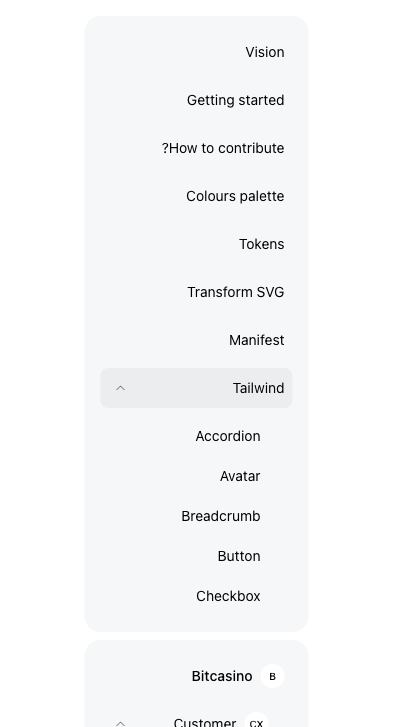 Vision
Getting started
?How to contribute
Colours palette
Tokens
Transform SVG
Manifest
Tailwind
Accordion
Avatar
Breadcrumb
Button
Checkbox
Bitcasino B
Customer CX